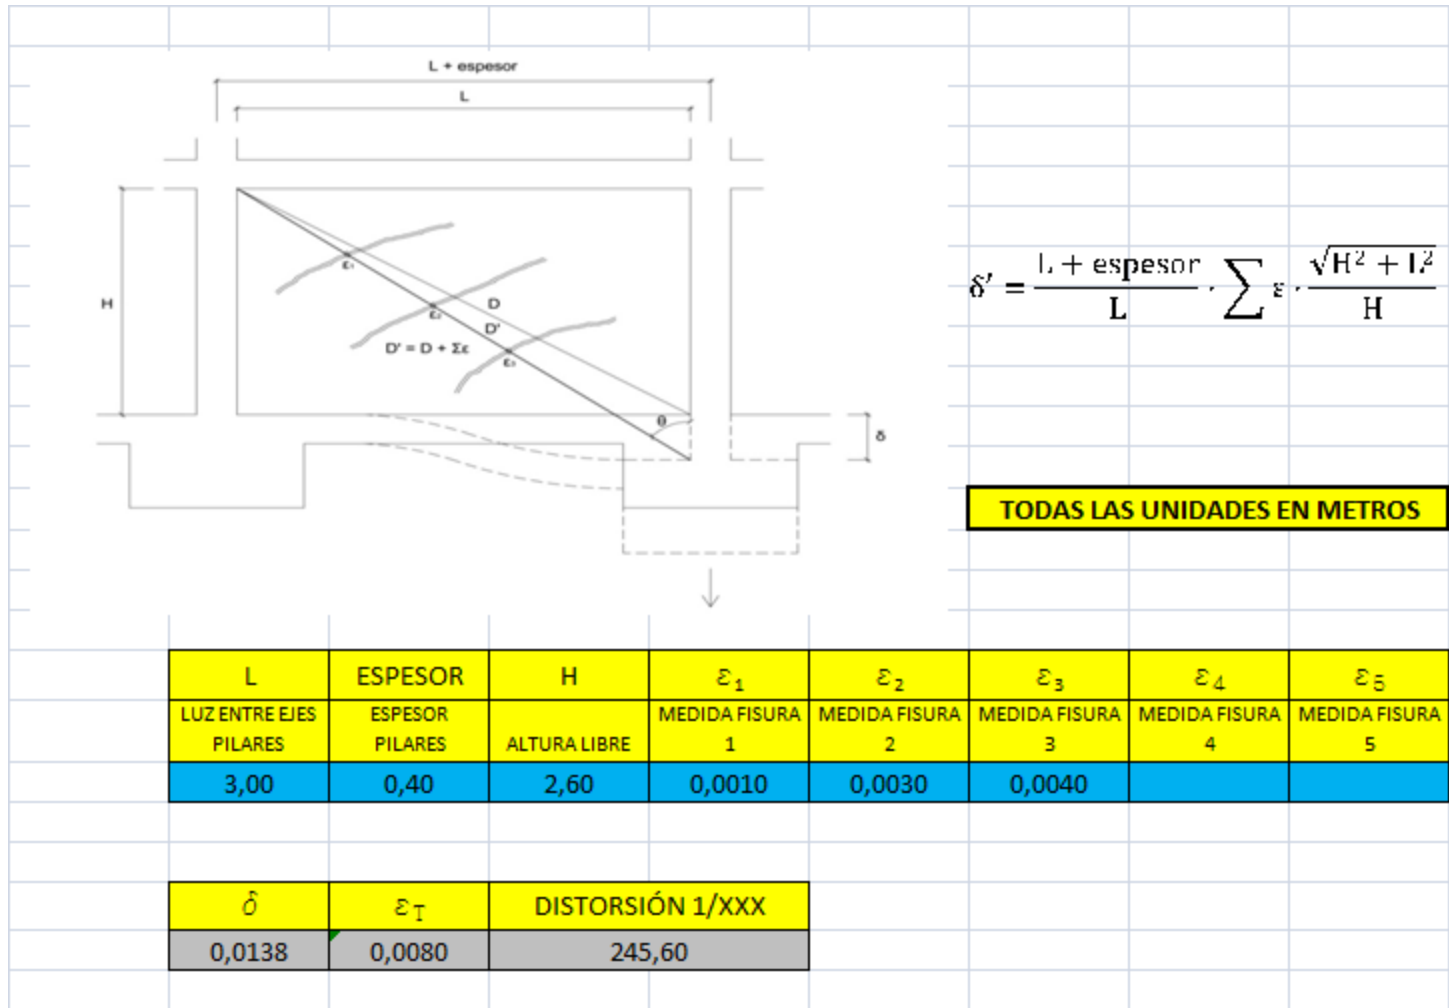 L + espesor
L
H
ε₁
ε₂
D
D'
D' = D + Σε
ε₃
θ
δ
δ' = (L + espesor)/L · ∑ ε · √(H² + L²)/H
TODAS LAS UNIDADES EN METROS
L ESPESOR H ε₁ ε₂ ε₃ ε₄ ε₅
LUZ ENTRE EJES PILARES ESPESOR PILARES ALTURA LIBRE MEDIDA FISURA 1 MEDIDA FISURA 2 MEDIDA FISURA 3 MEDIDA FISURA 4 MEDIDA FISURA 5
3,00 0,40 2,60 0,0010 0,0030 0,0040
δ ε_T DISTORSIÓN 1/XXX
0,0138 0,0080 245,60